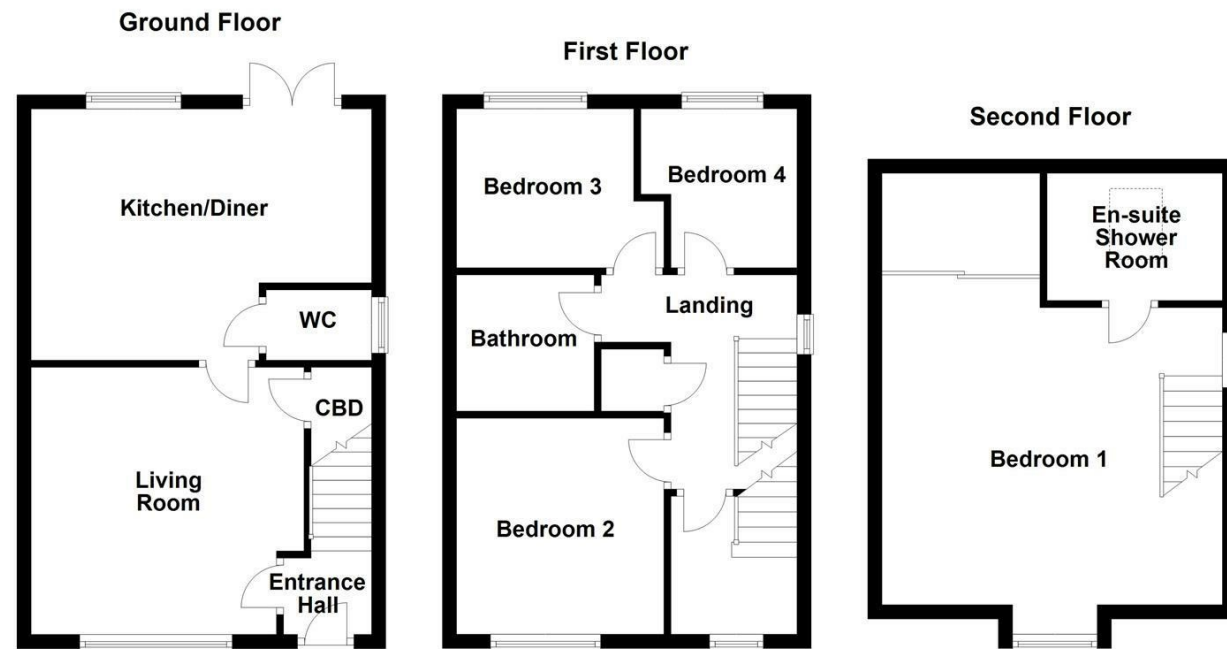 Ground Floor
Kitchen/Diner
WC
CBD
Living
Room
Entrance
Hall
First Floor
Bedroom 3
Bedroom 4
Landing
Bathroom
Bedroom 2
Second Floor
En-suite
Shower
Room
Bedroom 1